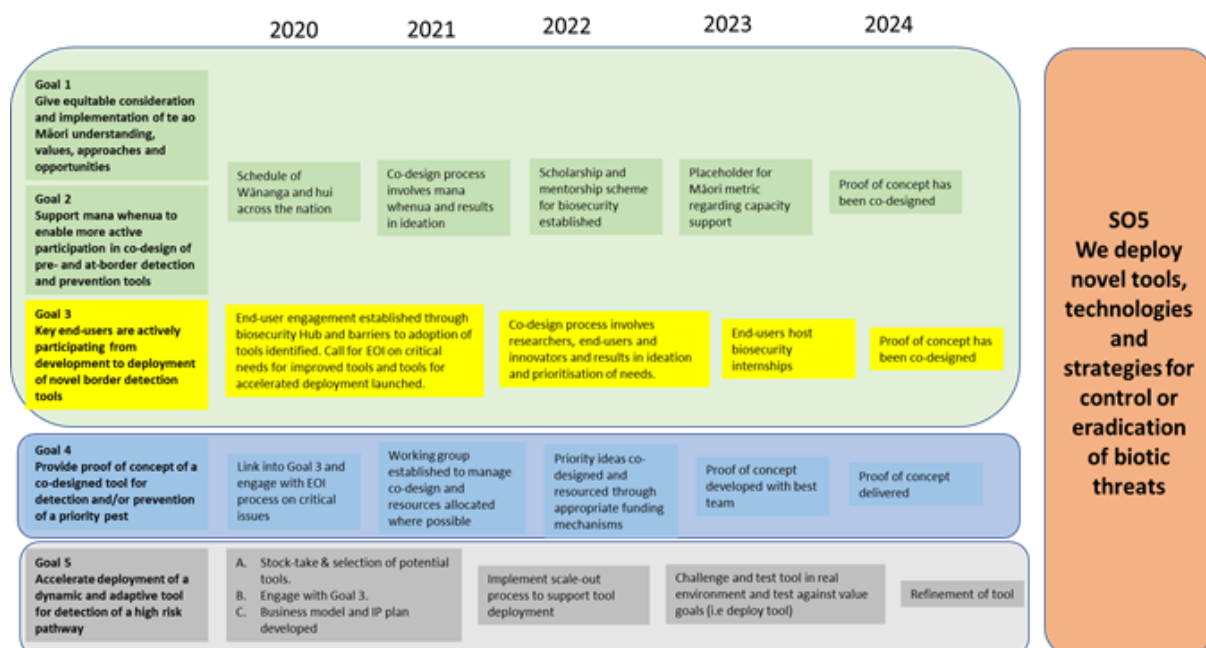 2020
2021
2022
2023
2024
Goal 1
Give equitable consideration
and implementation of te ao
Māori understanding,
values, approaches and
opportunities
Goal 2
Support mana whenua to
enable more active
participation in co-design of
pre- and at-border detection
and prevention tools
Schedule of
Wānanga and hui
across the nation
Co-design process
involves mana
whenua and results
in ideation
Scholarship and
mentorship scheme
for biosecurity
established
Placeholder for
Māori metric
regarding capacity
support
Proof of concept has
been co-designed
Goal 3
Key end-users are actively
participating from
development to deployment
of novel border detection
tools
End-user engagement established through
biosecurity Hub and barriers to adoption of
tools identified. Call for EOI on critical
needs for improved tools and tools for
accelerated deployment launched.
Co-design process involves
researchers, end-users and
innovators and results in ideation
and prioritisation of needs.
End-users host
biosecurity
internships
Proof of concept has
been co-designed
Goal 4
Provide proof of concept of a
co-designed tool for
detection and/or prevention
of a priority pest
Link into Goal 3 and
engage with EOI
process on critical
issues
Working group
established to manage
co-design and
resources allocated
where possible
Priority ideas co-
designed and
resourced through
appropriate funding
mechanisms
Proof of concept
developed with best
team
Proof of concept
delivered
Goal 5
Accelerate deployment of a
dynamic and adaptive tool
for detection of a high risk
pathway
A. Stock-take & selection of potential
tools.
B. Engage with Goal 3.
C. Business model and IP plan
developed
Implement scale-out
process to support tool
deployment
Challenge and test tool in real
environment and test against value
goals (i.e deploy tool)
Refinement of tool
SO5
We deploy
novel tools,
technologies
and
strategies for
control or
eradication
of biotic
threats